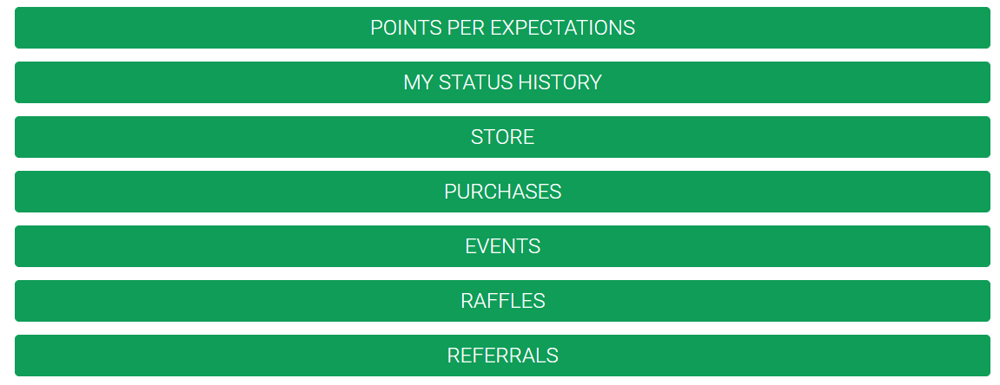 POINTS PER EXPECTATIONS
MY STATUS HISTORY
STORE
PURCHASES
EVENTS
RAFFLES
REFERRALS